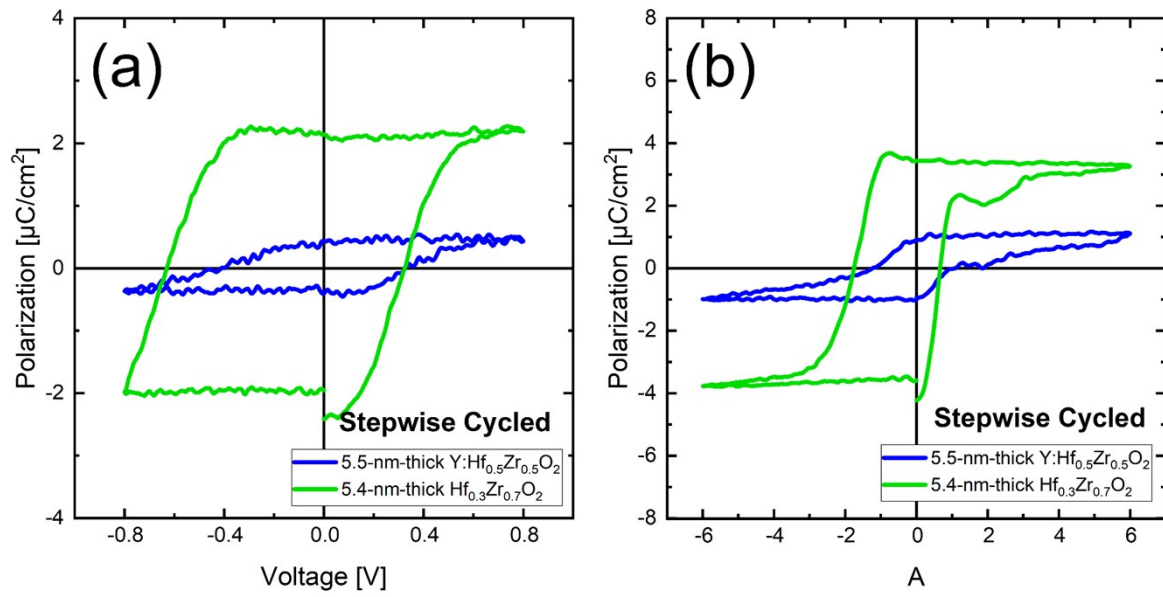 (a)
Polarization [µC/cm²]
4
2
0
-2
-4
-0.8
-0.4
0.0
0.4
0.8
Voltage [V]
Stepwise Cycled
5.5-nm-thick Y:Hf₀.₅Zr₀.₅O₂
5.4-nm-thick Hf₀.₃Zr₀.₇O₂
(b)
Polarization [µC/cm²]
8
6
4
2
0
-2
-4
-6
-8
-6
-4
-2
0
2
4
6
A
Stepwise Cycled
5.5-nm-thick Y:Hf₀.₅Zr₀.₅O₂
5.4-nm-thick Hf₀.₃Zr₀.₇O₂